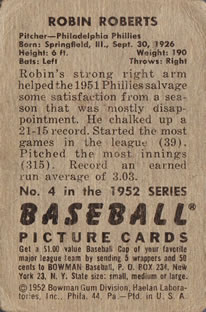 ROBIN ROBERTS
Pitcher—Philadelphia Phillies
Born: Springfield, Ill., Sept. 30, 1926
Height: 6 ft. Weight: 190
Bats: Left Throws: Right
Robin's strong right arm
helped the 1951 Phillies salvage
some satisfaction from a sea-
son that was mostly disap-
pointment. He chalked up a
21-15 record. Started the most
games in the league (39).
Pitched the most innings
(315). Record an earned
run average of 3.03.
No. 4 in the 1952 SERIES
BASEBALL®
PICTURE CARDS
Get a $1.00 value Baseball Cap of your favorite
major league team by sending 5 wrappers and 50
cents to BOWMAN Baseball, P. O. BOX 234, New
York 23, N. Y. State size: small, medium or large.
©1952 Bowman Gum Division, Haelan Labora-
tories, Inc., Phila. 44, Pa.—Ptd in U. S. A.